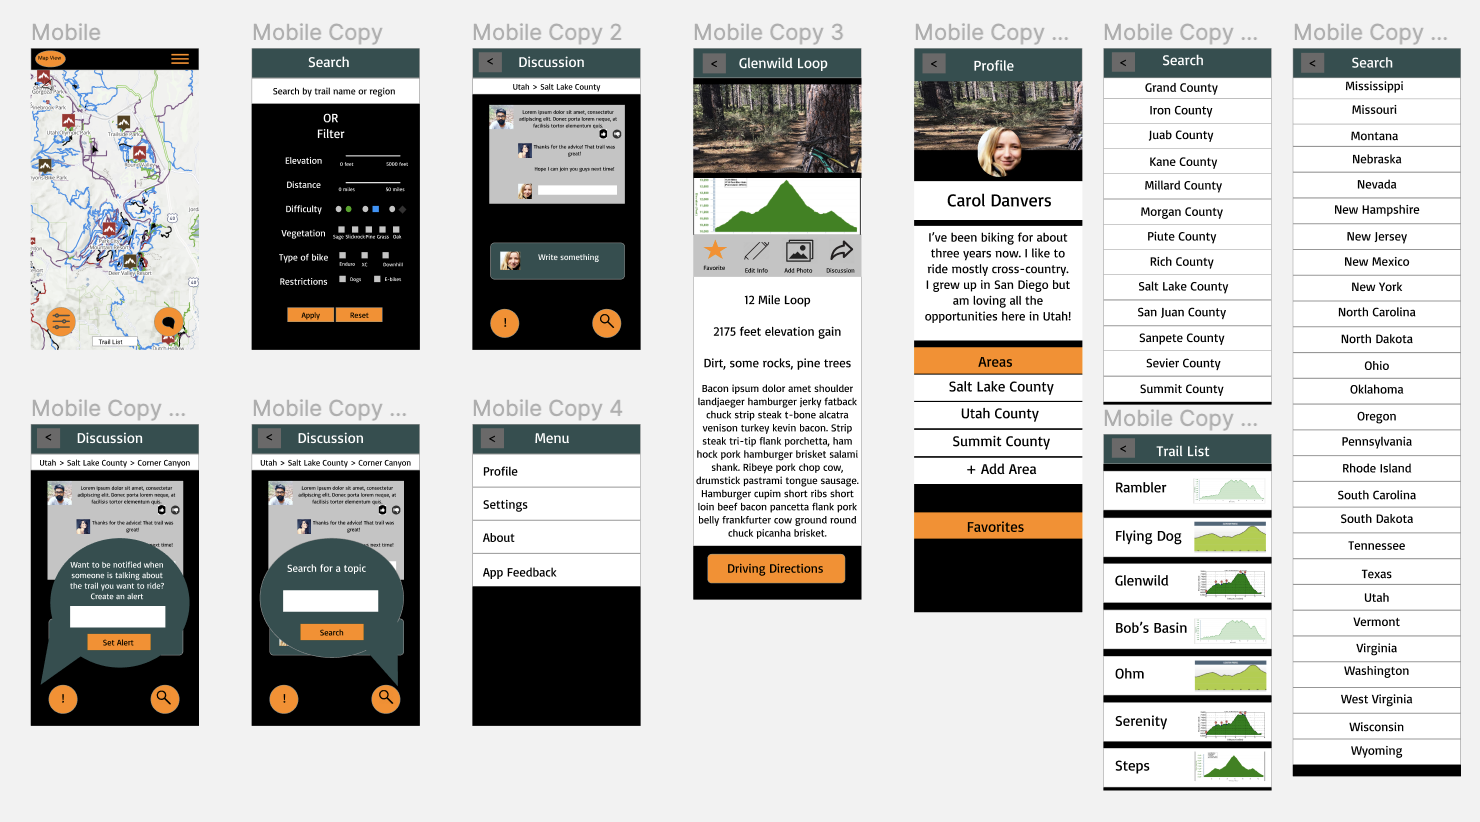 Mobile
Map View
Gorgoza Park
Utah Olympic Park
Trailside Park
Mountain Resort
Deer Valley Resort
Trail List
Mobile Copy
Search
Search by trail name or region
OR
Filter
Elevation
0 feet
5000 feet
Distance
0 miles
50 miles
Difficulty
Vegetation
Sage
Slickrock
Pine
Grass
Oak
Type of bike
Enduro
XC
Downhill
Restrictions
Dogs
E-bikes
Apply
Reset
Mobile Copy 2
<
Discussion
Utah > Salt Lake County
Lorem ipsum dolor sit amet, consectetur
adipiscing elit. Donec porta lorem neque, at
facilisis tortor elementum quis.
Thanks for the advice! That trail was
great!
Hope I can join you guys next time!
Write something
!
Mobile Copy 3
<
Glenwild Loop
Favorite
Edit Info
Add Photo
Discussion
12 Mile Loop
2175 feet elevation gain
Dirt, some rocks, pine trees
Bacon ipsum dolor amet shoulder
landjaeger hamburger jerky fatback
chuck strip steak t-bone alcatra
venison turkey kevin bacon. Strip
steak tri-tip flank porchetta, ham
hock pork hamburger brisket salami
shank. Ribeye pork chop cow,
drumstick pastrami tongue sausage.
Hamburger cupim short ribs short
loin beef bacon pancetta flank pork
belly frankfurter cow ground round
chuck picanha brisket.
Driving Directions
Mobile Copy ...
<
Profile
Carol Danvers
I've been biking for about
three years now. I like to
ride mostly cross-country.
I grew up in San Diego but
am loving all the
opportunities here in Utah!
Areas
Salt Lake County
Utah County
Summit County
+ Add Area
Favorites
Mobile Copy ...
<
Search
Grand County
Iron County
Juab County
Kane County
Millard County
Morgan County
Piute County
Rich County
Salt Lake County
San Juan County
Sanpete County
Sevier County
Summit County
Mobile Copy ...
<
Search
Mississippi
Missouri
Montana
Nebraska
Nevada
New Hampshire
New Jersey
New Mexico
New York
North Carolina
North Dakota
Ohio
Oklahoma
Oregon
Pennsylvania
Rhode Island
South Carolina
South Dakota
Tennessee
Texas
Utah
Vermont
Virginia
Washington
West Virginia
Wisconsin
Wyoming
Mobile Copy ...
<
Discussion
Utah > Salt Lake County > Corner Canyon
Lorem ipsum dolor sit amet, consectetur
adipiscing elit. Donec porta lorem neque, at
facilisis tortor elementum quis.
Thanks for the advice! That trail was
great!
next time!
Want to be notified when
someone is talking about
the trail you want to ride?
Create an alert
Set Alert
!
Mobile Copy ...
<
Discussion
Utah > Salt Lake County > Corner Canyon
Lorem ipsum dolor sit amet, consectetur
adipiscing elit. Donec porta lorem neque, at
facilisis tortor elementum quis.
Thanks for the advice! That trail was
great!
next time!
Search for a topic
Search
!
Mobile Copy 4
<
Menu
Profile
Settings
About
App Feedback
Mobile Copy ...
<
Trail List
Rambler
Flying Dog
Glenwild
Bob's Basin
Ohm
Serenity
Steps